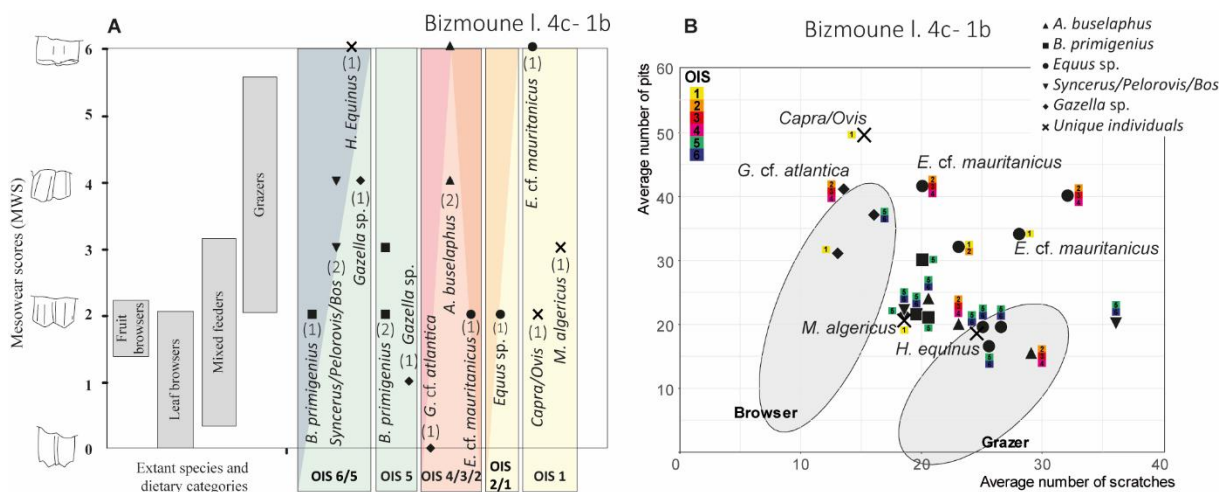 A
Bizmoune l. 4c- 1b
Mesowear scores (MWS)
6
5
4
3
2
1
0
Fruit
browsers
Leaf browsers
Mixed feeders
Grazers
Extant species and
dietary categories
B. primigenius
(1)
Syncerus/Pelorovis/Bos
(2)
H. Equinus
(1)
Gazella sp.
(1)
OIS 6/5
B. primigenius
(2)
Gazella sp.
(1)
OIS 5
G. cf. atlantica
(1)
A. buselaphus
(2)
E. cf. mauritanicus
(1)
OIS 4/3/2
Equus sp.
(1)
OIS
2/1
E. cf. mauritanicus
(1)
Capra/Ovis
(1)
M. algericus
(1)
OIS 1
B
Bizmoune l. 4c- 1b
A. buselaphus
B. primigenius
Equus sp.
Syncerus/Pelorovis/Bos
Gazella sp.
Unique individuals
OIS
1
2
3
4
5
6
Average number of pits
60
50
40
30
20
10
0
10
20
30
40
Average number of scratches
Capra/Ovis
G. cf. atlantica
E. cf. mauritanicus
E. cf. mauritanicus
M. algericus
H. equinus
Browser
Grazer